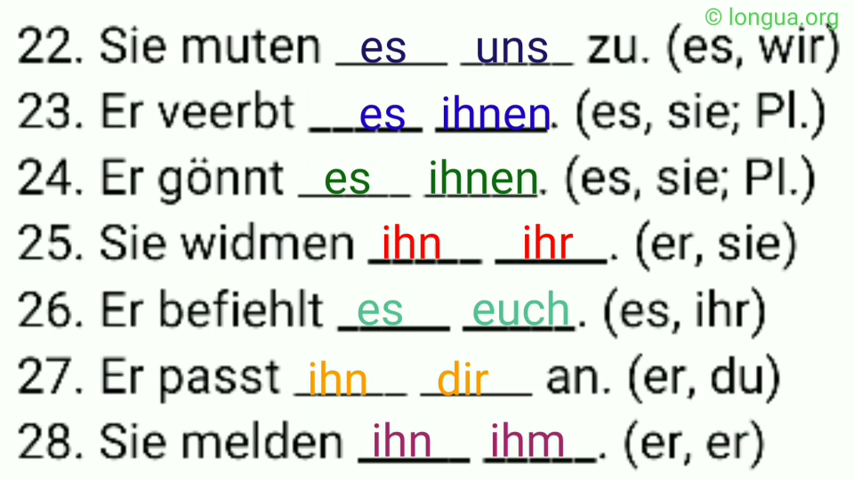 © longua.org
22. Sie muten es uns zu. (es, wir)
23. Er veerbt es ihnen. (es, sie; Pl.)
24. Er gönnt es ihnen. (es, sie; Pl.)
25. Sie widmen ihn ihr. (er, sie)
26. Er befiehlt es euch. (es, ihr)
27. Er passt ihn dir an. (er, du)
28. Sie melden ihn ihm. (er, er)